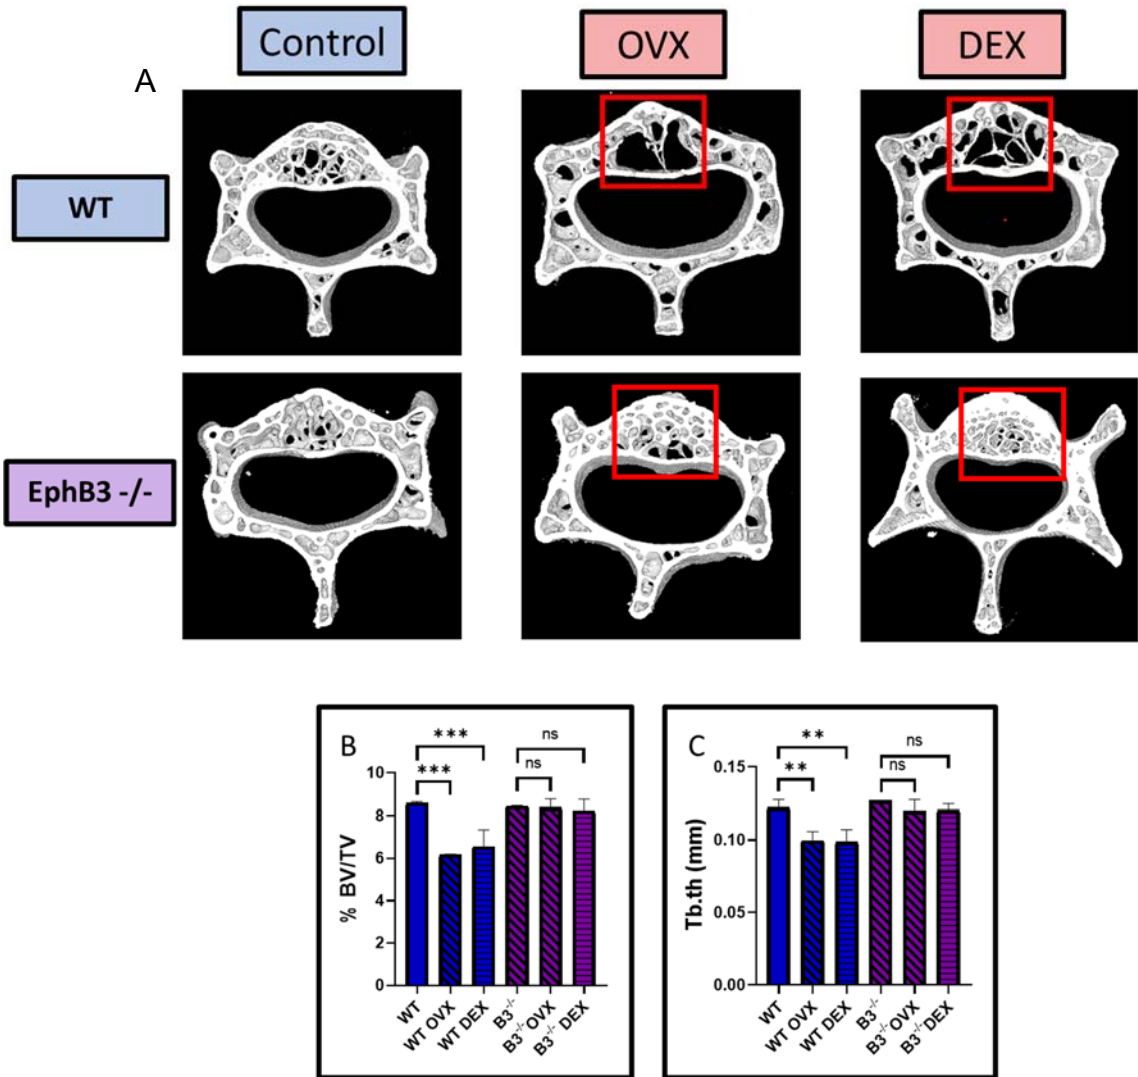 Control
OVX
DEX
A
WT
EphB3 -/-
B
***
***
ns
ns
10
8
6
4
2
0
% BV/TV
WT
WT OVX
WT DEX
B3-/-
B3-/- OVX
B3-/- DEX
C
**
**
ns
ns
0.15
0.10
0.05
0.00
Tb.th (mm)
WT
WT OVX
WT DEX
B3-/-
B3-/- OVX
B3-/- DEX